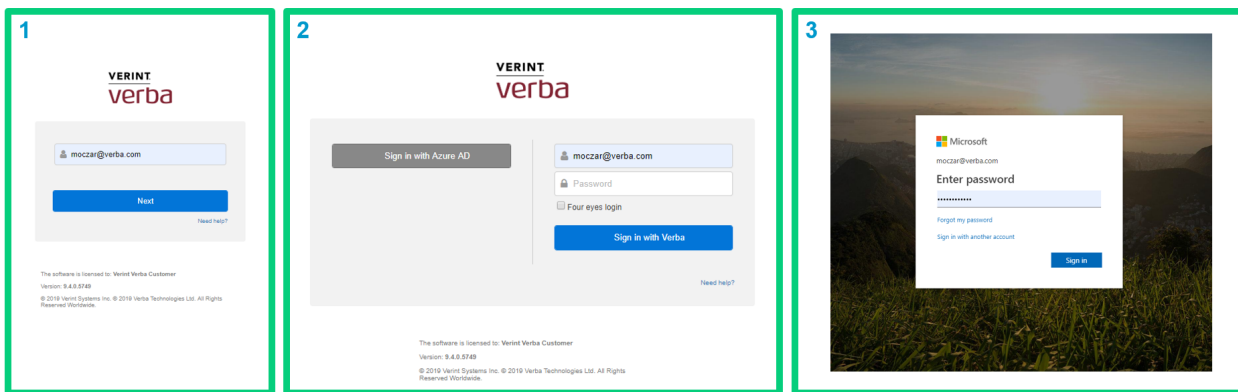 1
VERINT
verba
moczar@verba.com
Next
Need help?
The software is licensed to: Verint Verba Customer
Version: 9.4.0.5749
© 2019 Verint Systems Inc. © 2019 Verba Technologies Ltd. All Rights
Reserved Worldwide.
2
VERINT
verba
Sign in with Azure AD
moczar@verba.com
Password
Four eyes login
Sign in with Verba
Need help?
The software is licensed to: Verint Verba Customer
Version: 9.4.0.5749
© 2019 Verint Systems Inc. © 2019 Verba Technologies Ltd. All Rights
Reserved Worldwide.
3
Microsoft
moczar@verba.com
Enter password
••••••••••••
Forgot my password
Sign in with another account
Sign in